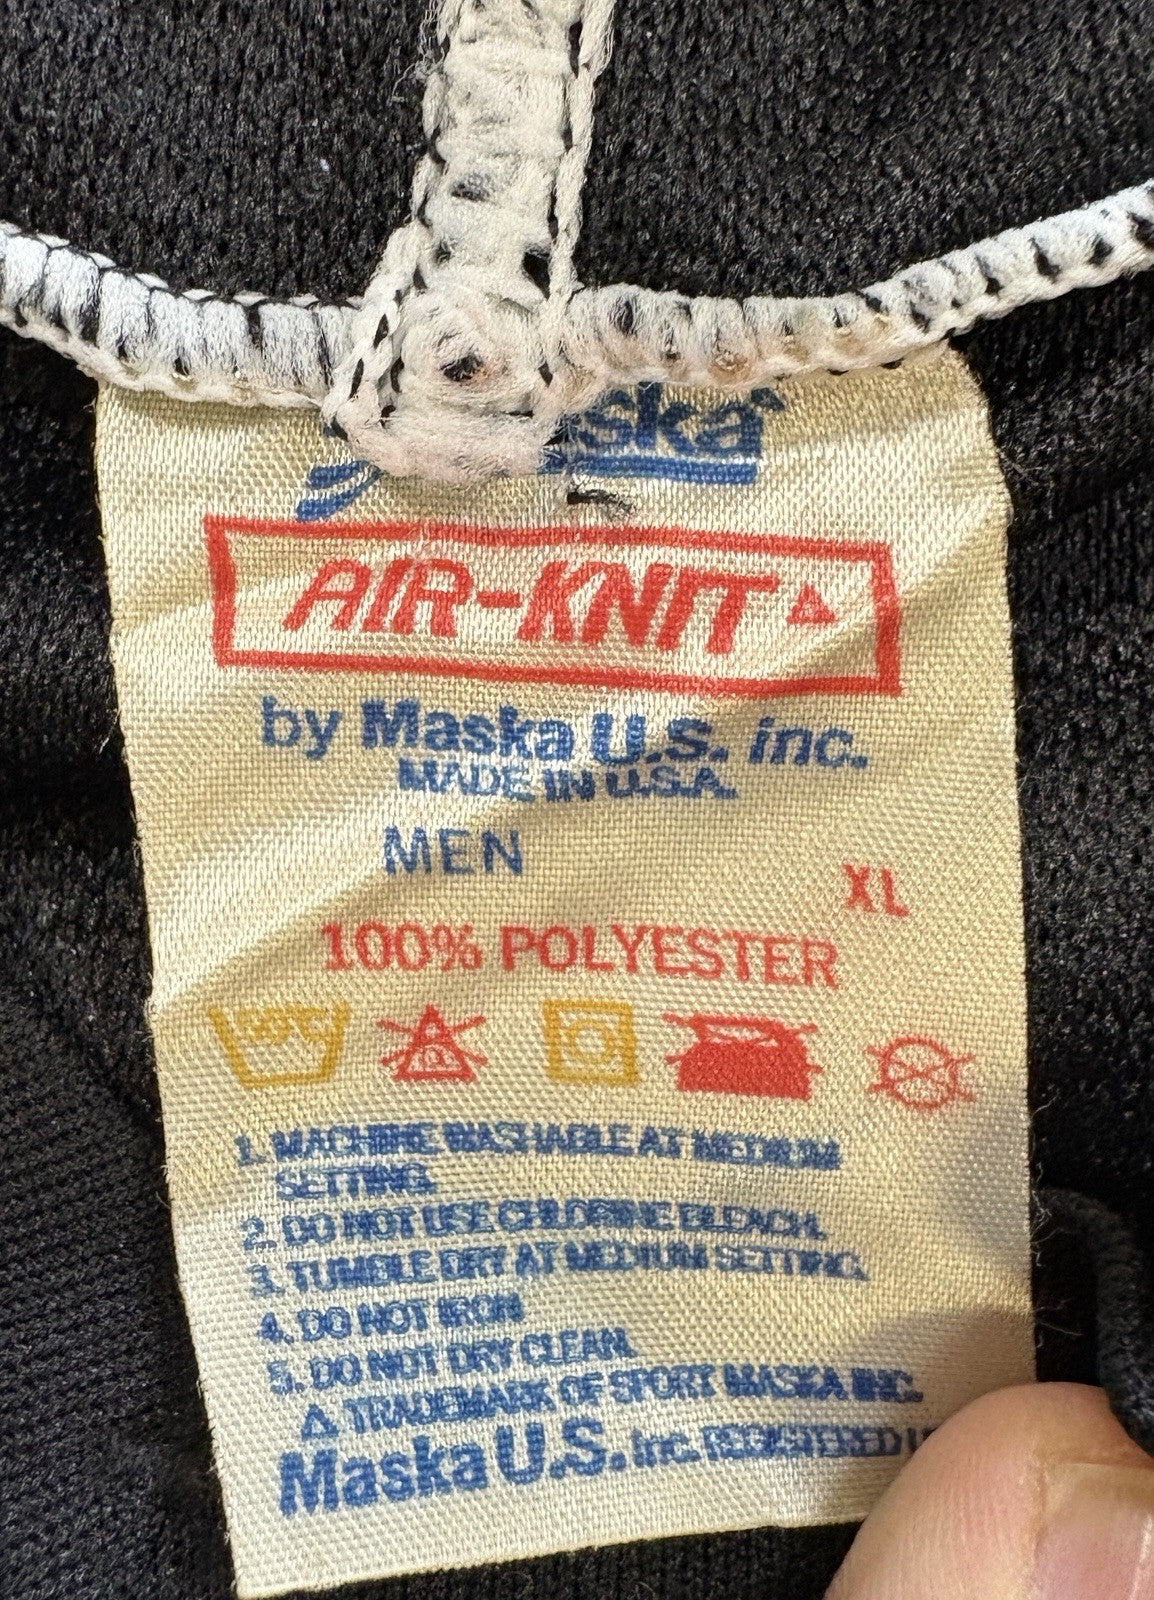 AIR-KNIT △
by Maska U.S. inc.
MADE IN U.S.A.
MEN
XL
100% POLYESTER
50°C
1. MACHINE WASHABLE AT MEDIUM
SETTING.
2. DO NOT USE CHLORINE BLEACH.
3. TUMBLE DRY AT MEDIUM SETTING.
4. DO NOT IRON
5. DO NOT DRY CLEAN.
△ TRADEMARK OF SPORT MASKA INC.
Maska U.S. Inc. REGISTERED